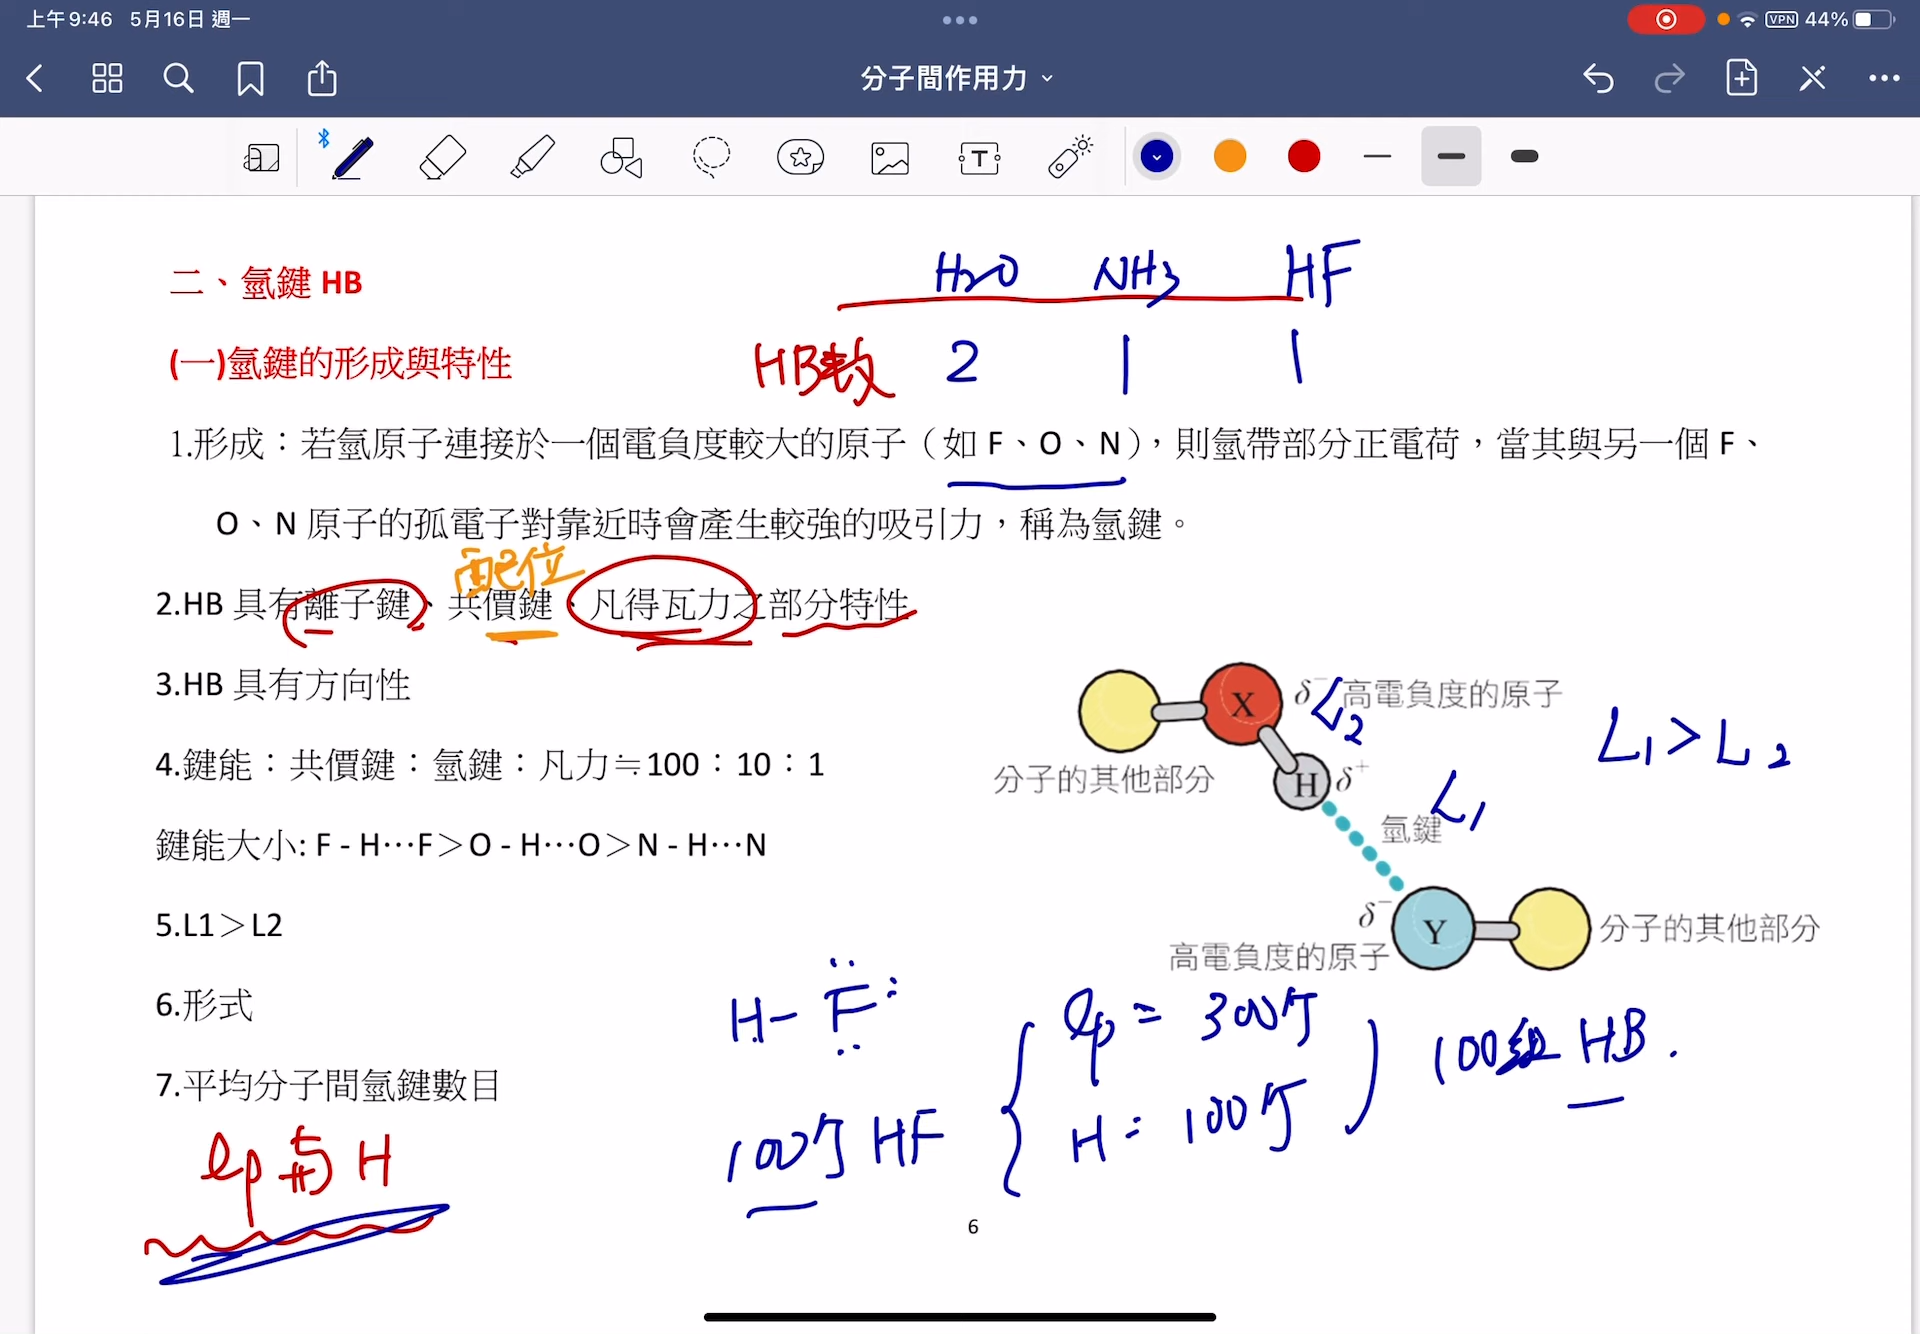 上午9:46 5月16日 週一
VPN 44%
分子間作用力
T
H2O NH3 HF
二、氫鍵 HB
HB數 2 1 1
(一)氫鍵的形成與特性
1.形成：若氫原子連接於一個電負度較大的原子（如 F、O、N），則氫帶部分正電荷，當其與另一個 F、
O、N 原子的孤電子對靠近時會產生較強的吸引力，稱為氫鍵。
配位
2.HB 具有離子鍵、共價鍵、凡得瓦力之部分特性
3.HB 具有方向性
X δ⁻ 高電負度的原子
L2
L1>L2
4.鍵能：共價鍵：氫鍵：凡力≒100：10：1
分子的其他部分
H δ⁺
L1
氫鍵
鍵能大小: F - H⋯F＞O - H⋯O＞N - H⋯N
5.L1＞L2
δ⁻ Y 分子的其他部分
高電負度的原子
6.形式
H-F
lp = 300個
100組 HB.
7.平均分子間氫鍵數目
100個 HF
H = 100個
lp 與 H
6